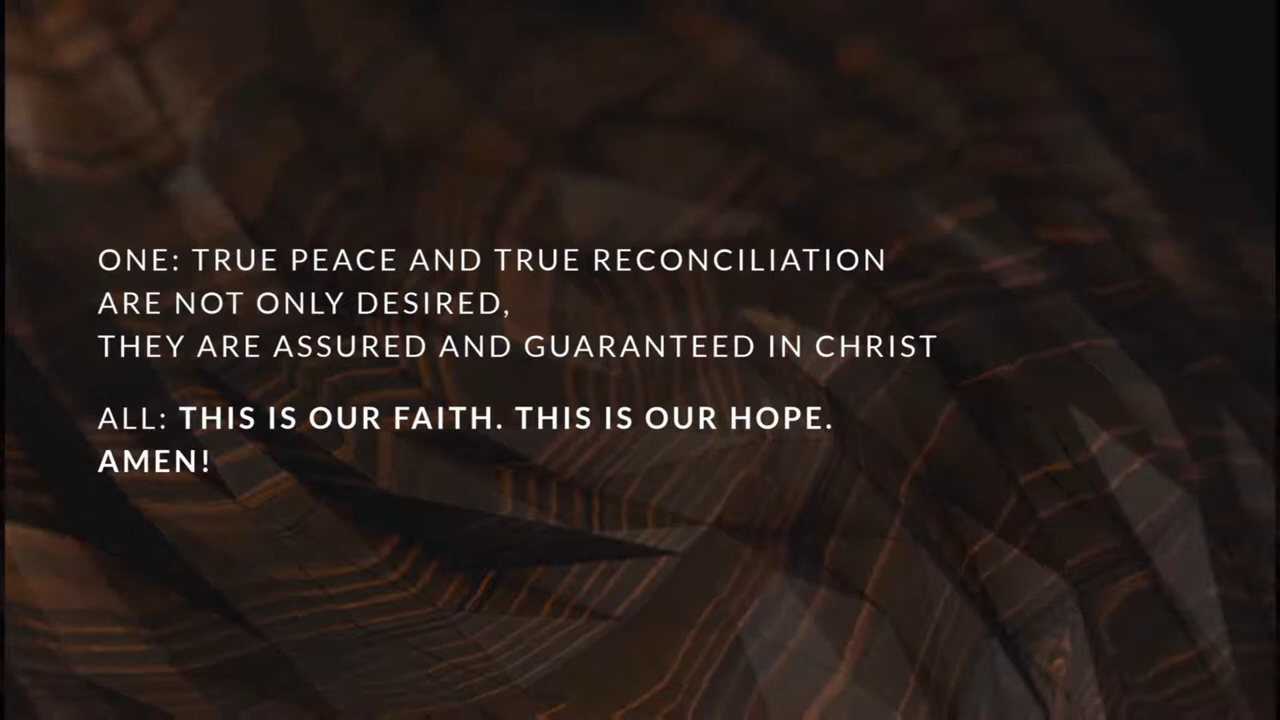 ONE: TRUE PEACE AND TRUE RECONCILIATION
ARE NOT ONLY DESIRED,
THEY ARE ASSURED AND GUARANTEED IN CHRIST
ALL: THIS IS OUR FAITH. THIS IS OUR HOPE.
AMEN!